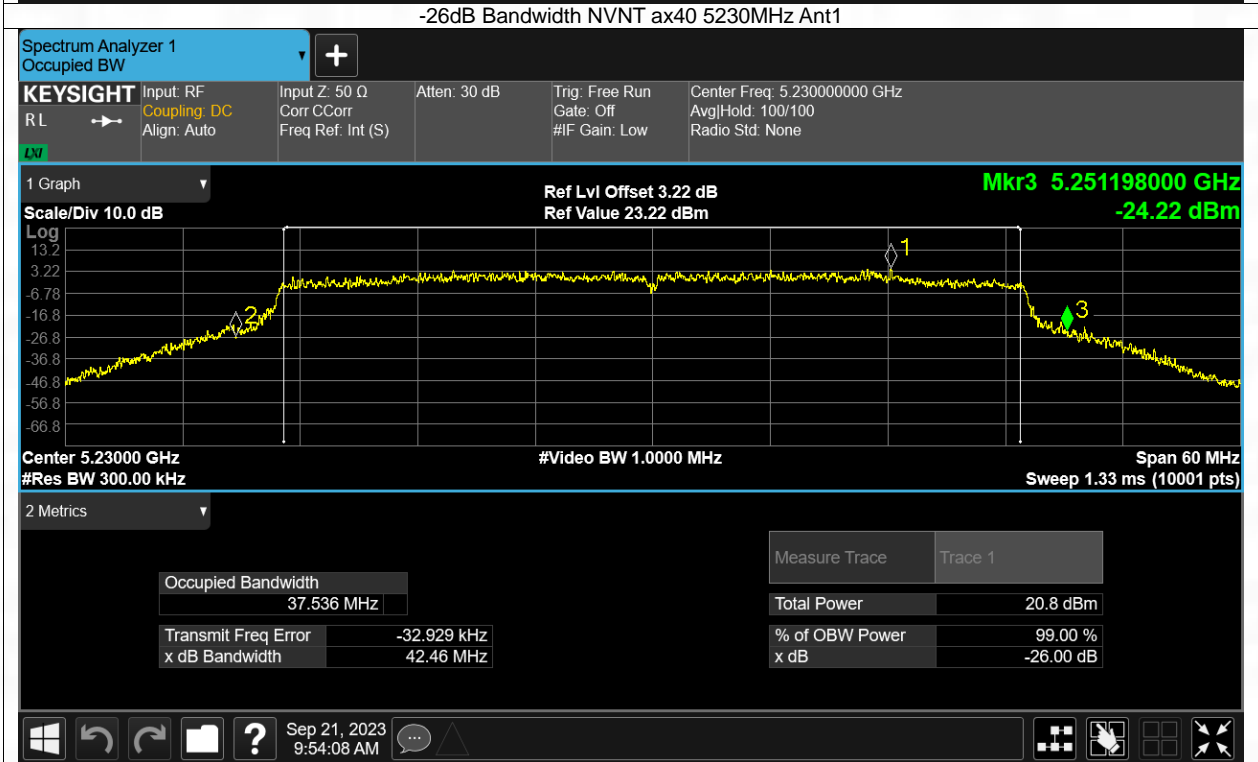 -26dB Bandwidth NVNT ax40 5230MHz Ant1
Spectrum Analyzer 1
Occupied BW
KEYSIGHT
RL
LXI
Input: RF
Coupling: DC
Align: Auto
Input Z: 50 Ω
Corr CCorr
Freq Ref: Int (S)
Atten: 30 dB
Trig: Free Run
Gate: Off
#IF Gain: Low
Center Freq: 5.230000000 GHz
Avg|Hold: 100/100
Radio Std: None
1 Graph
Scale/Div 10.0 dB
Ref Lvl Offset 3.22 dB
Ref Value 23.22 dBm
Mkr3 5.251198000 GHz
-24.22 dBm
Log
13.2
3.22
-6.78
-16.8
-26.8
-36.8
-46.8
-56.8
-66.8
1
2
3
Center 5.23000 GHz
#Res BW 300.00 kHz
#Video BW 1.0000 MHz
Span 60 MHz
Sweep 1.33 ms (10001 pts)
2 Metrics
Measure Trace Trace 1
Occupied Bandwidth
37.536 MHz
Total Power 20.8 dBm
Transmit Freq Error -32.929 kHz
% of OBW Power 99.00 %
x dB Bandwidth 42.46 MHz
x dB -26.00 dB
?
Sep 21, 2023
9:54:08 AM